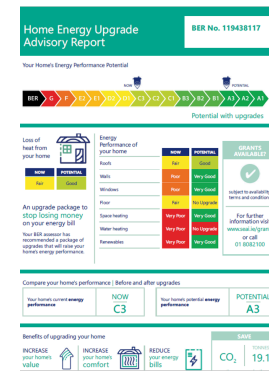 Home Energy Upgrade
Advisory Report
BER No. 119438117
Your Home's Energy Performance Potential
NOW
POTENTIAL
BER G F E2 E1 D2 D1 C3 C2 C1 B3 B2 B1 A3 A2 A1
Potential with upgrades
Loss of
heat from
your home
NOW POTENTIAL
Fair Good
An upgrade package to
stop losing money
on your energy bill
Your BER assessor has
recommended a package of
upgrades that will raise your
home's energy performance.
Energy
Performance of
your home
NOW POTENTIAL
Roofs Fair Good
Walls Poor Very Good
Windows Poor Very Good
Floor Fair No Upgrade
Space heating Very Poor Very Good
Water heating Very Poor No Upgrade
Renewables Very Poor Very Good
GRANTS
AVAILABLE?
subject to availability
terms and condition
For further
information visi
www.seai.ie/gran
or call
01 8082100
Compare your home's performance | Before and after upgrades
Your home's current energy
performance
NOW
C3
Your home's potential energy
performance
POTENTIAL
A3
Benefits of upgrading your home
INCREASE
your home's
value
INCREASE
your home's
comfort
REDUCE
your energy
bills
SAVE
CO2
19.1